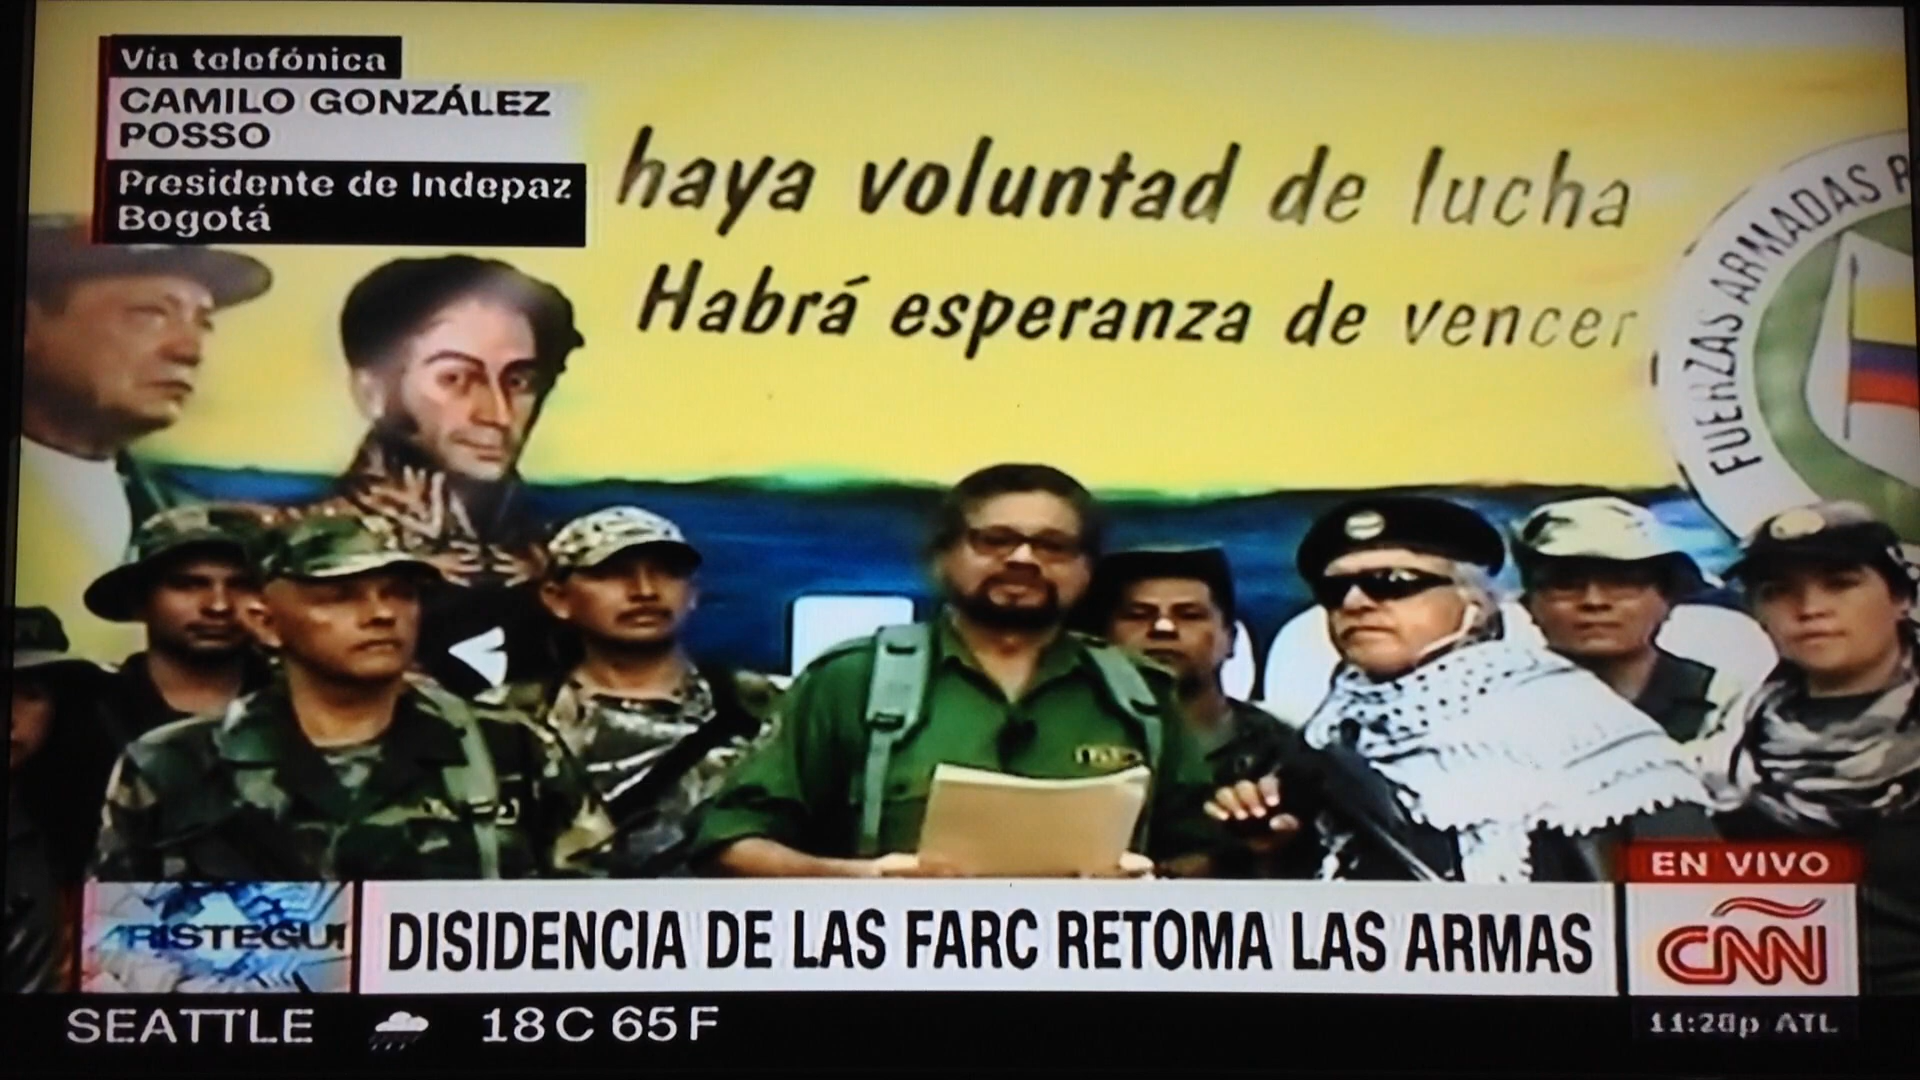 Vía telefónica
CAMILO GONZÁLEZ
POSSO
Presidente de Indepaz
Bogotá
haya voluntad de lucha
Habrá esperanza de vencer
FUERZAS ARMADAS
EN VIVO
ARISTEGUI
DISIDENCIA DE LAS FARC RETOMA LAS ARMAS
CNN
SEATTLE 18C 65F
11:28p ATL